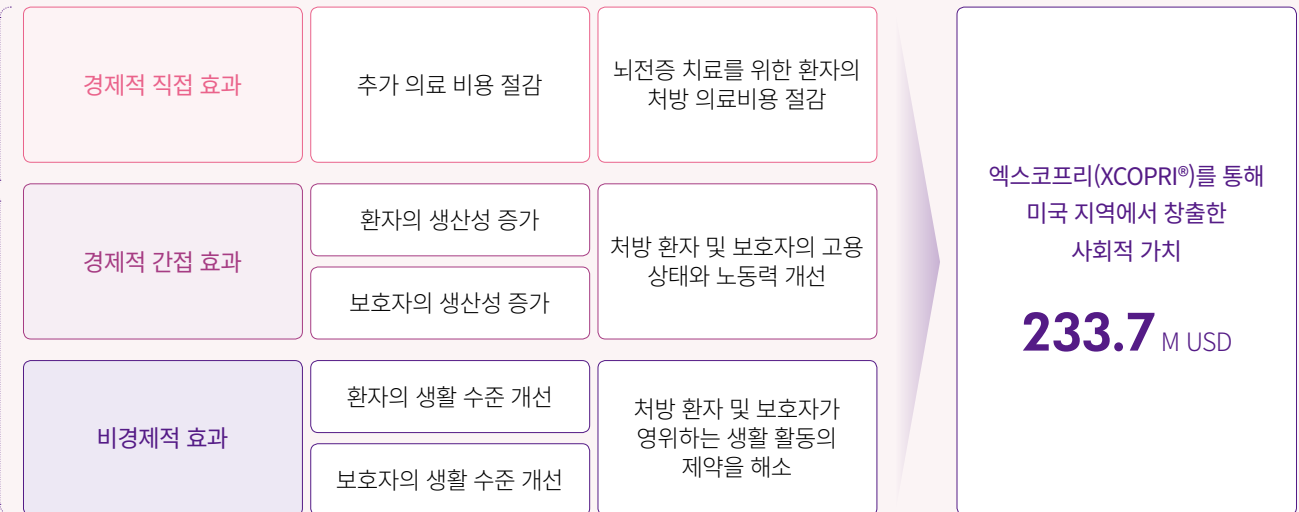 경제적 직접 효과
추가 의료 비용 절감
뇌전증 치료를 위한 환자의
처방 의료비용 절감
경제적 간접 효과
환자의 생산성 증가
보호자의 생산성 증가
처방 환자 및 보호자의 고용
상태와 노동력 개선
비경제적 효과
환자의 생활 수준 개선
보호자의 생활 수준 개선
처방 환자 및 보호자가
영위하는 생활 활동의
제약을 해소
엑스코프리(XCOPRI®)를 통해
미국 지역에서 창출한
사회적 가치
233.7 M USD